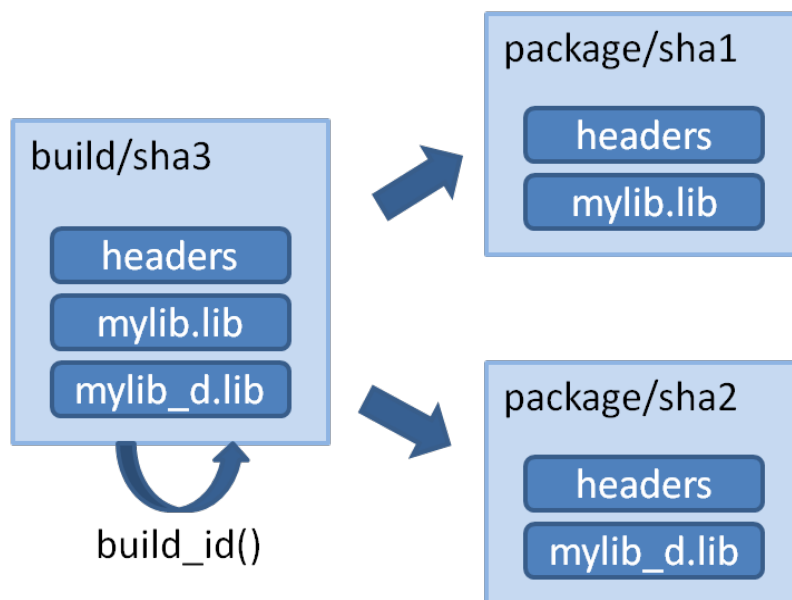 build/sha3
headers
mylib.lib
mylib_d.lib
build_id()
package/sha1
headers
mylib.lib
package/sha2
headers
mylib_d.lib